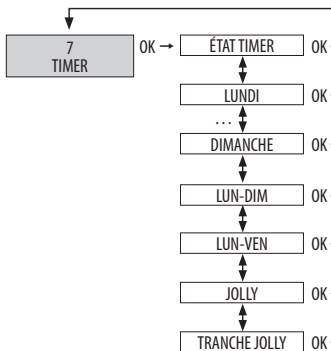 7
TIMER
OK
ÉTAT TIMER
OK
LUNDI
OK
...
DIMANCHE
OK
LUN-DIM
OK
LUN-VEN
OK
JOLLY
OK
TRANCHE JOLLY
OK